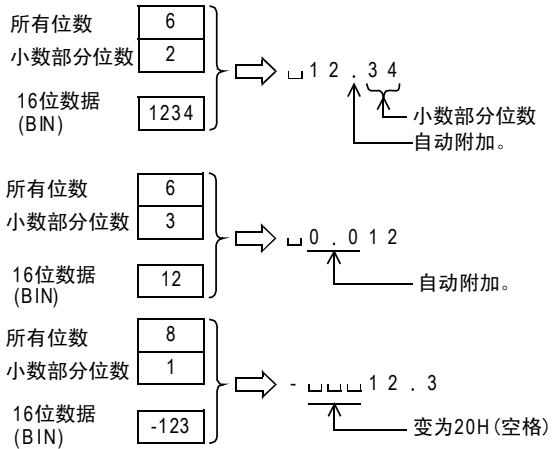 所有位数 6
小数部分位数 2
␣12.34
16位数据 1234
(BIN)
小数部分位数
自动附加。
所有位数 6
小数部分位数 3
␣0.012
16位数据 12
(BIN)
自动附加。
所有位数 8
小数部分位数 1
-␣␣␣12.3
16位数据 -123
(BIN)
变为20H(空格)